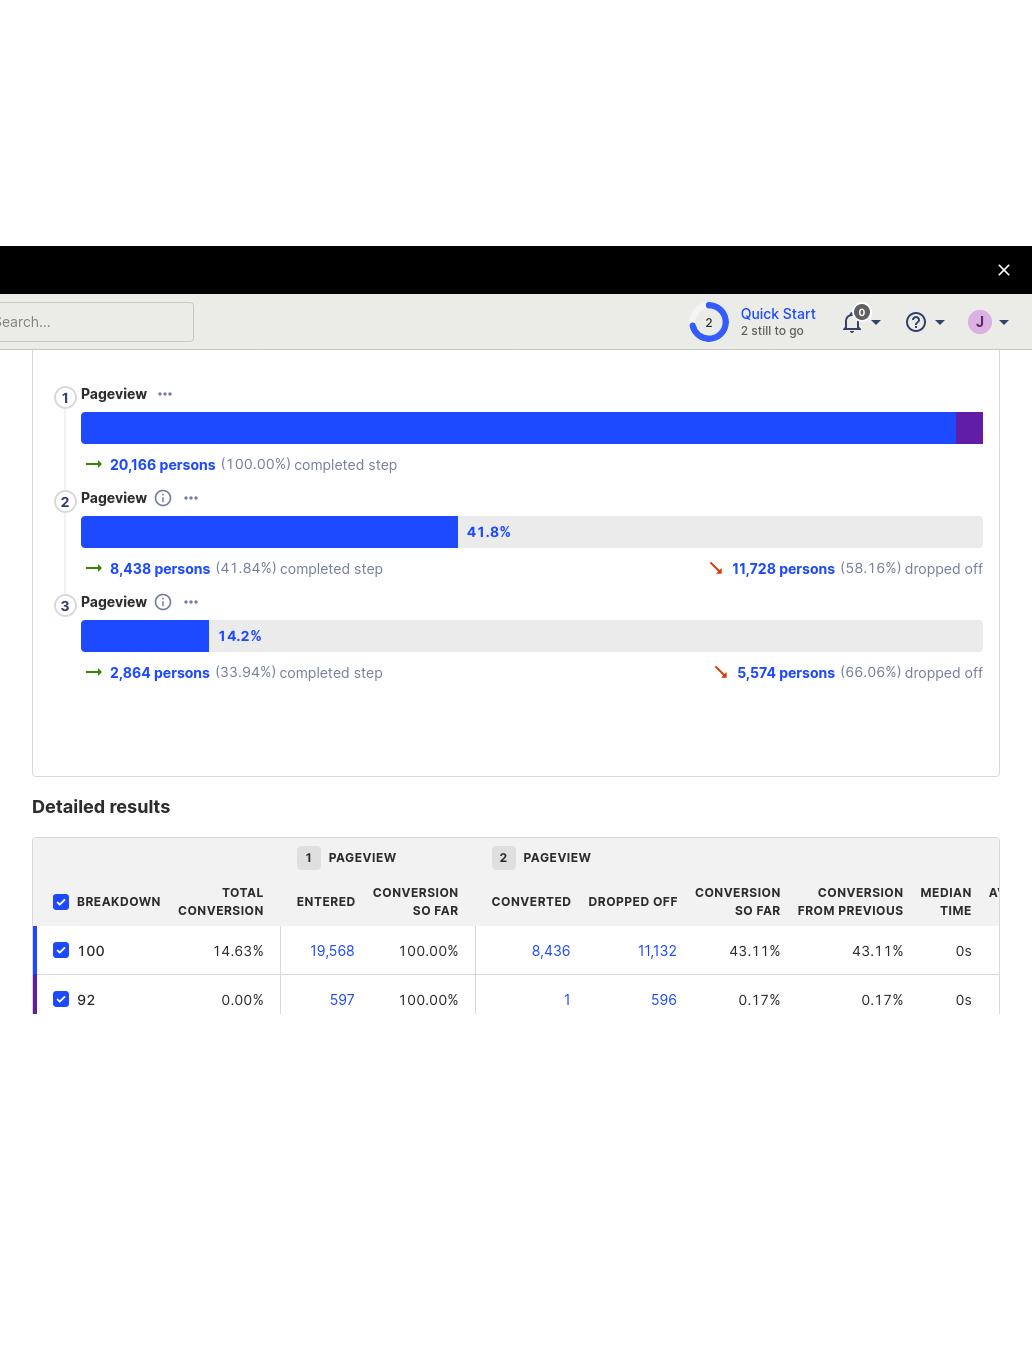 Search...
2
Quick Start
2 still to go
0
J
1 Pageview
20,166 persons (100.00%) completed step
2 Pageview
41.8%
8,438 persons (41.84%) completed step 11,728 persons (58.16%) dropped off
3 Pageview
14.2%
2,864 persons (33.94%) completed step 5,574 persons (66.06%) dropped off
Detailed results
1 PAGEVIEW 2 PAGEVIEW
BREAKDOWN TOTAL CONVERSION ENTERED CONVERSION SO FAR CONVERTED DROPPED OFF CONVERSION SO FAR CONVERSION FROM PREVIOUS MEDIAN TIME
100 14.63% 19,568 100.00% 8,436 11,132 43.11% 43.11% 0s
92 0.00% 597 100.00% 1 596 0.17% 0.17% 0s